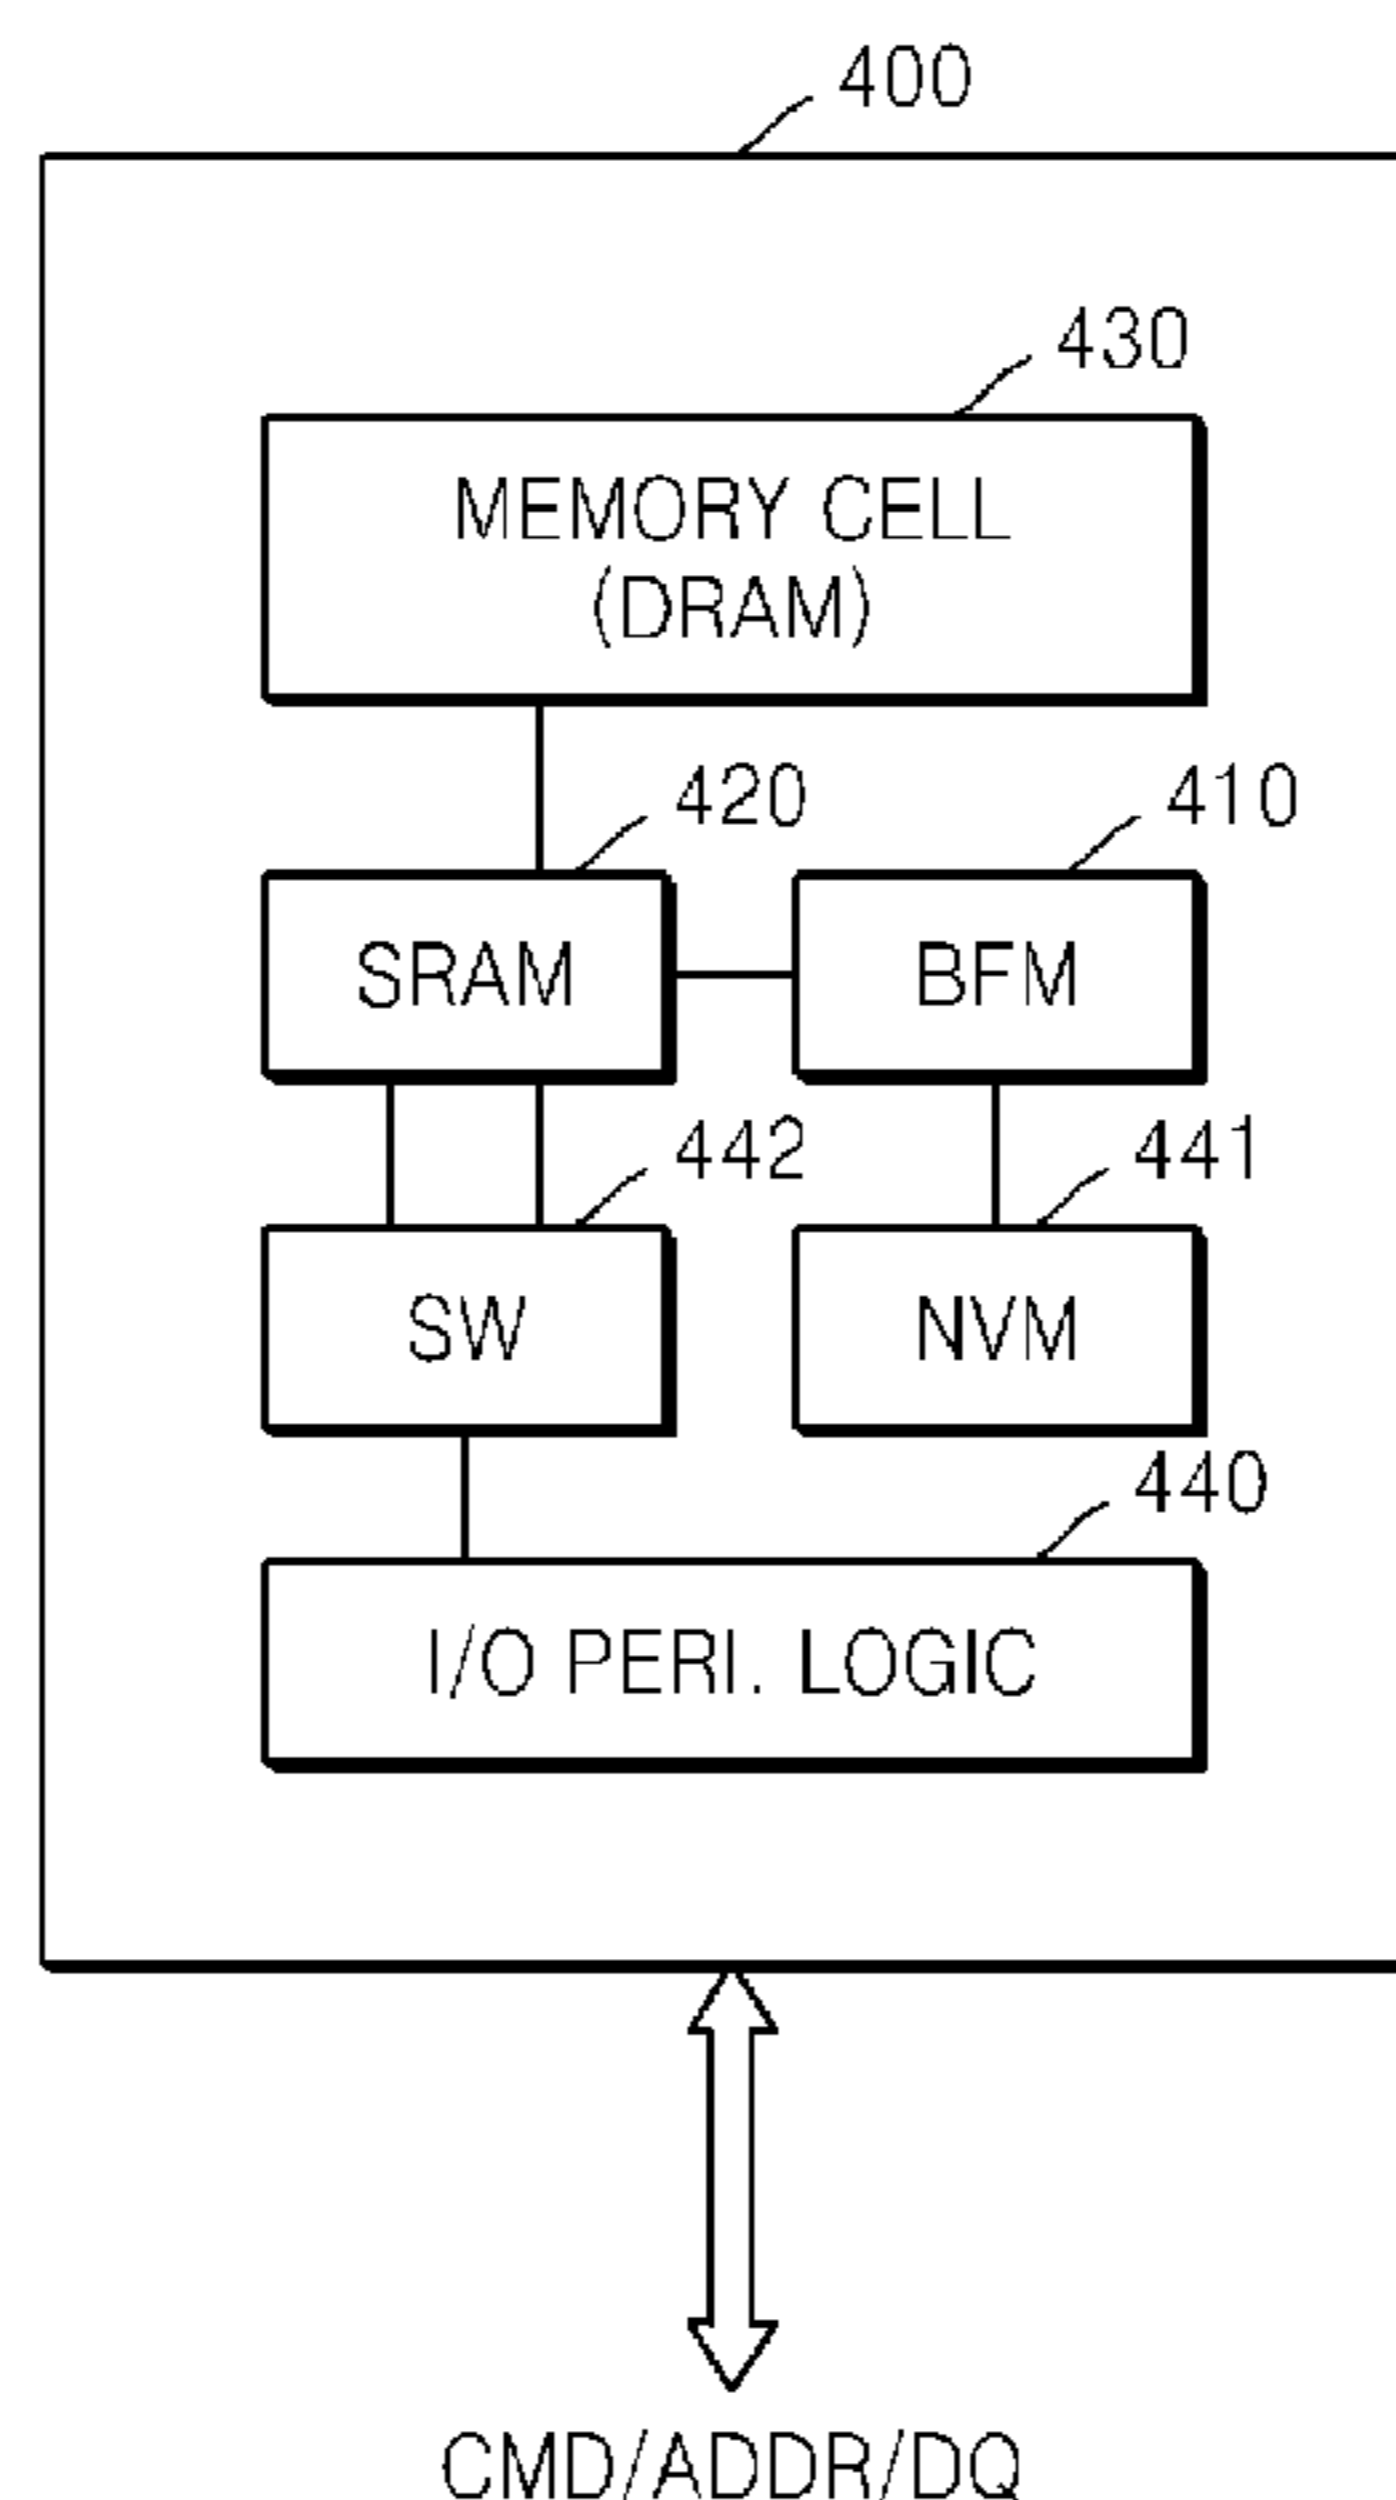 400
430
MEMORY CELL
(DRAM)
420
410
SRAM
BFM
442
441
SW
NVM
440
I/O PERI. LOGIC
CMD/ADDR/DQ